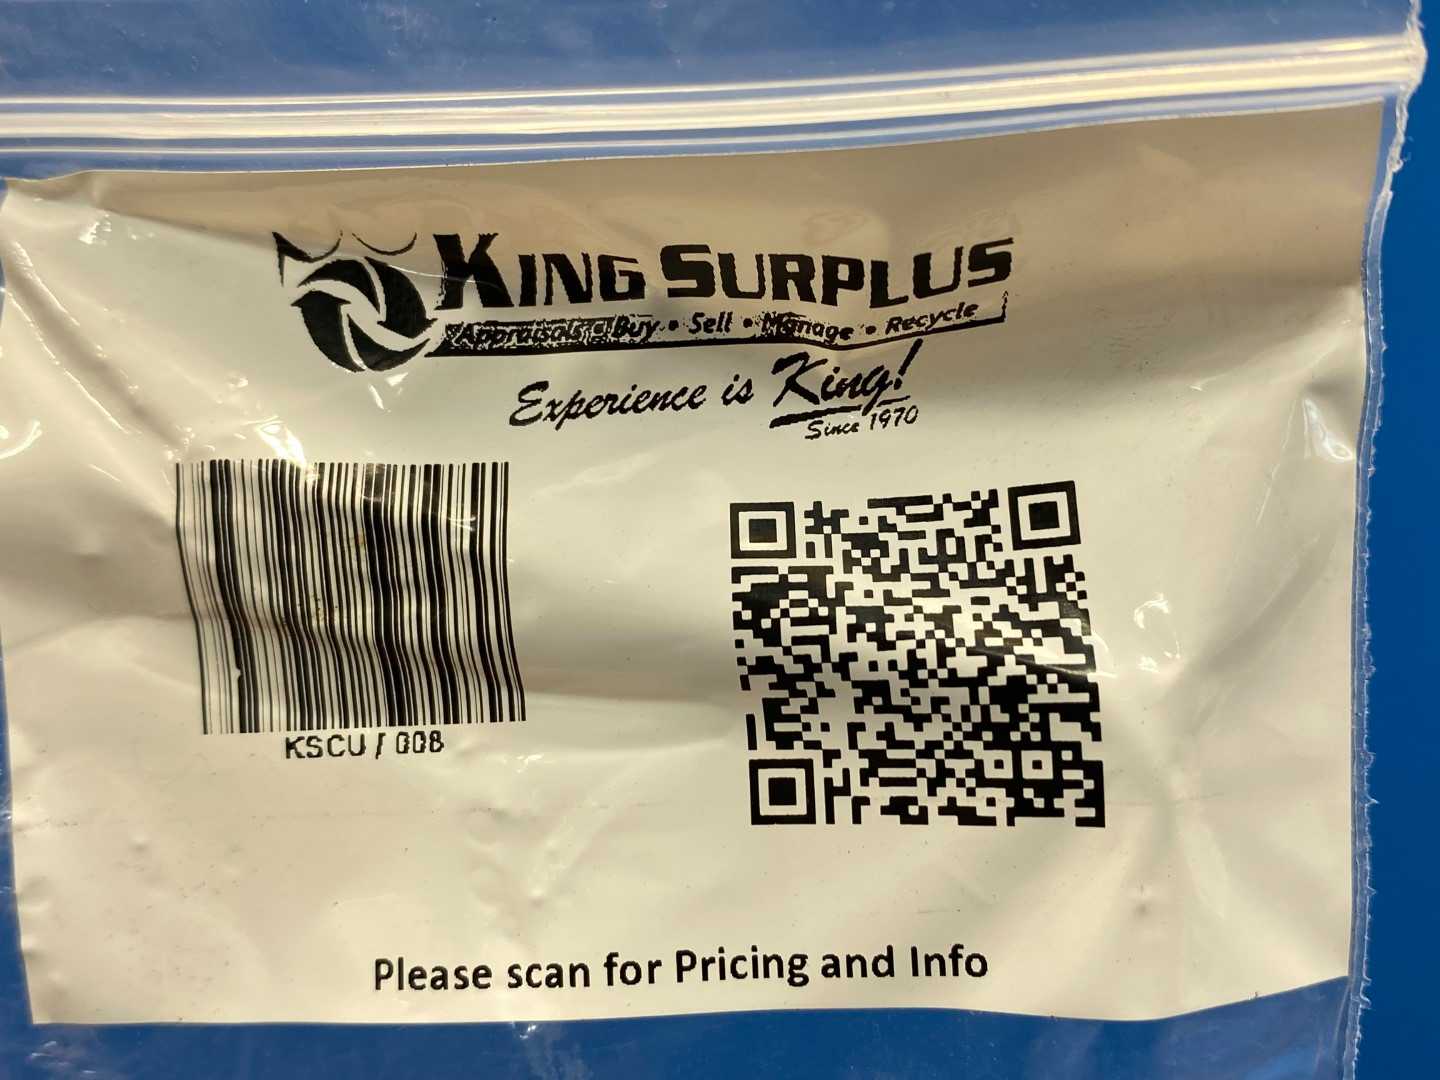 KING SURPLUS
Appraisals • Buy • Sell • Manage • Recycle
Experience is King!
Since 1970
KSCU / 008
Please scan for Pricing and Info